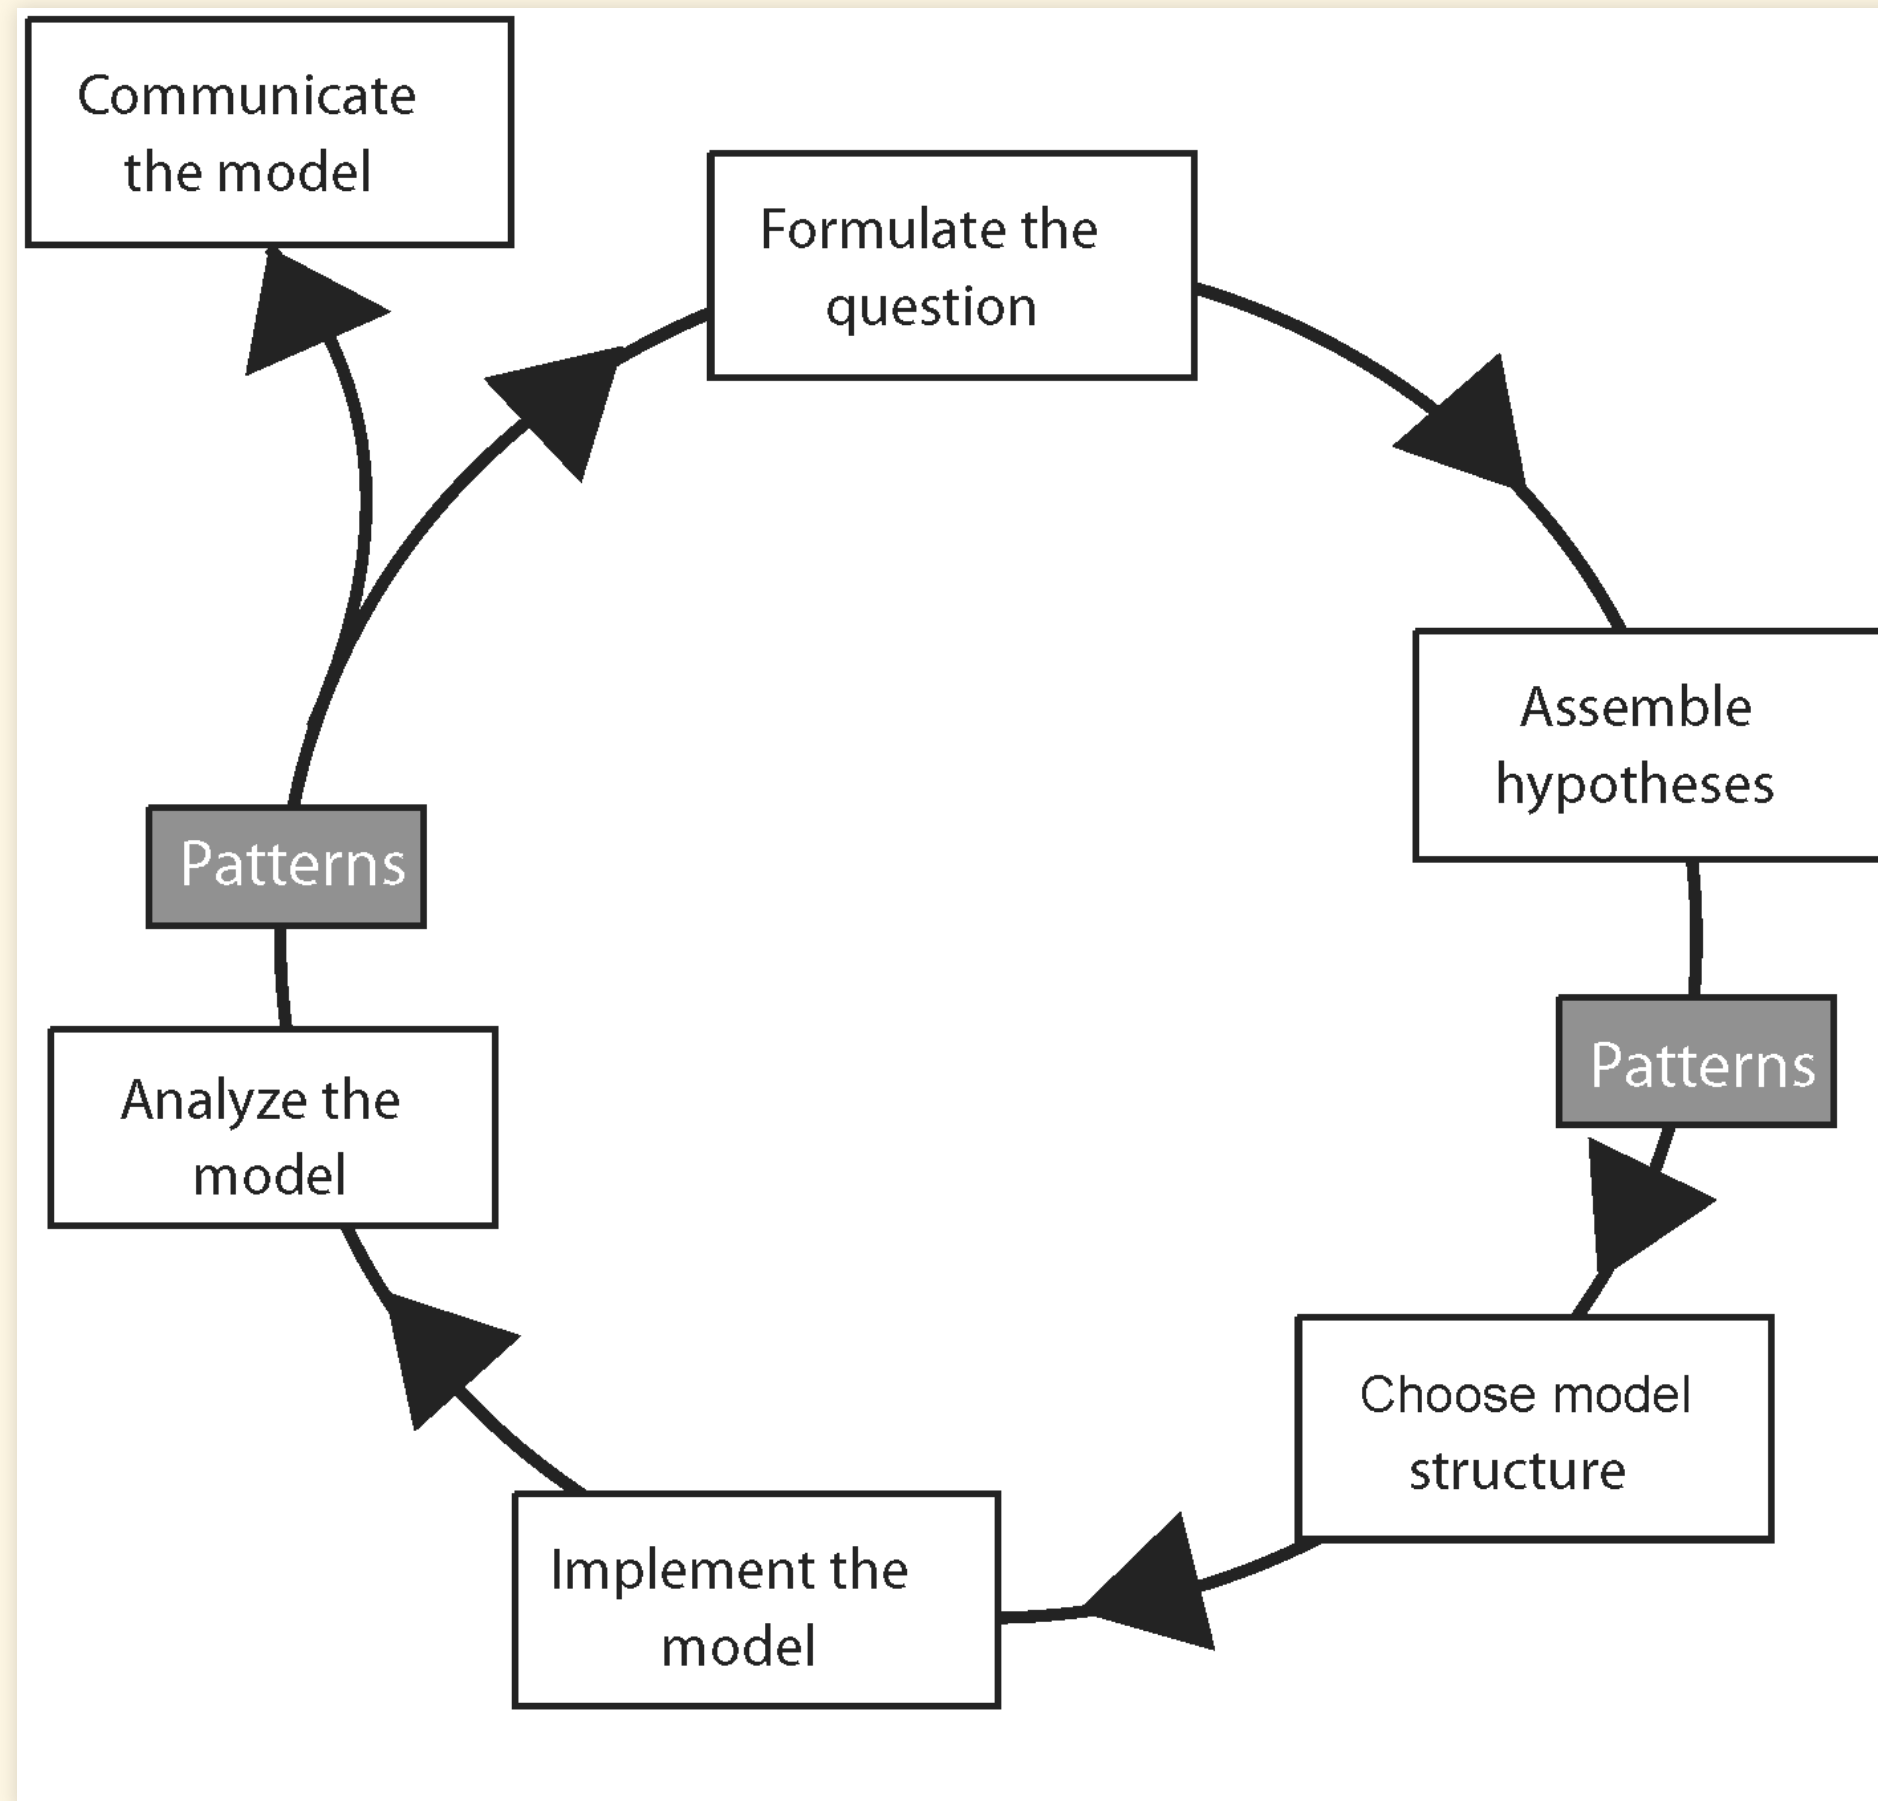 Communicate
the model
Formulate the
question
Assemble
hypotheses
Patterns
Choose model
structure
Implement the
model
Analyze the
model
Patterns